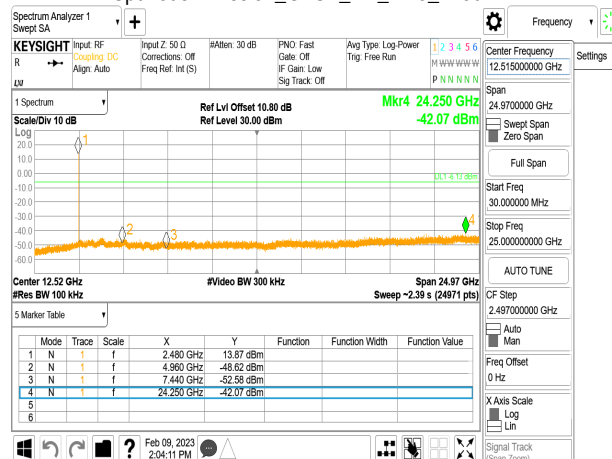 Spectrum Analyzer 1
Swept SA
Frequency
KEYSIGHT
R
Input: RF
Coupling: DC
Align: Auto
Input Z: 50 Ω
Corrections: Off
Freq Ref: Int (S)
#Atten: 30 dB
PNO: Fast
Gate: Off
IF Gain: Low
Sig Track: Off
Avg Type: Log-Power
Trig: Free Run
1 2 3 4 5 6
M W W W W W
P N N N N N
LXI
1 Spectrum
Scale/Div 10 dB
Ref Lvl Offset 10.80 dB
Ref Level 30.00 dBm
Mkr4 24.250 GHz
-42.07 dBm
Log
20.0
10.0
0.00
-10.0
-20.0
-30.0
-40.0
-50.0
-60.0
1
2
3
4
DL1 -6.13 dBm
Center 12.52 GHz
#Res BW 100 kHz
#Video BW 300 kHz
Span 24.97 GHz
Sweep ~2.39 s (24971 pts)
5 Marker Table
Mode Trace Scale X Y Function Function Width Function Value
1 N 1 f 2.480 GHz 13.87 dBm
2 N 1 f 4.960 GHz -48.62 dBm
3 N 1 f 7.440 GHz -52.58 dBm
4 N 1 f 24.250 GHz -42.07 dBm
5
6
?
Feb 09, 2023
2:04:11 PM
Center Frequency
12.515000000 GHz
Settings
Span
24.9700000 GHz
Swept Span
Zero Span
Full Span
Start Freq
30.000000 MHz
Stop Freq
25.000000000 GHz
AUTO TUNE
CF Step
2.497000000 GHz
Auto
Man
Freq Offset
0 Hz
X Axis Scale
Log
Lin
Signal Track
(Span Zoom)